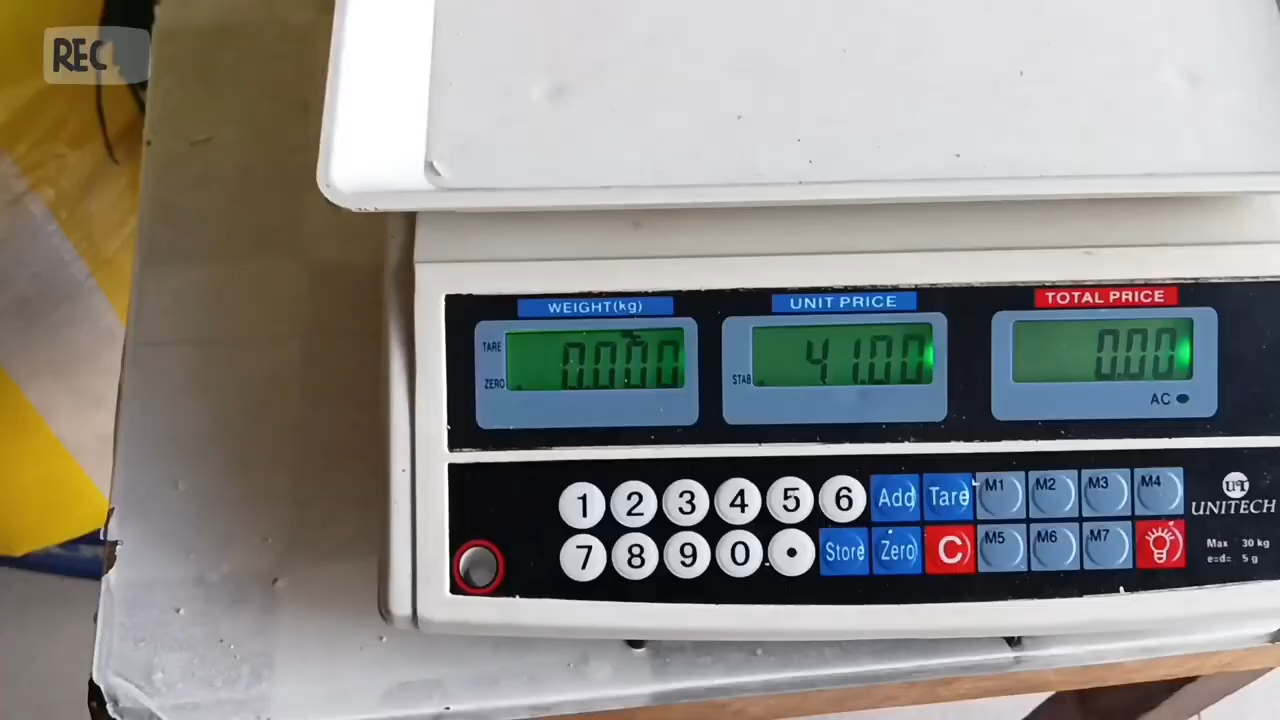 REC
WEIGHT(kg)
UNIT PRICE
TOTAL PRICE
TARE
0.000
ZERO
41.00
STAB
0.00
AC
1 2 3 4 5 6 Add Tare M1 M2 M3 M4
7 8 9 0 • Store Zero C M5 M6 M7
UT
UNITECH
Max 30 kg
e=d= 5 g